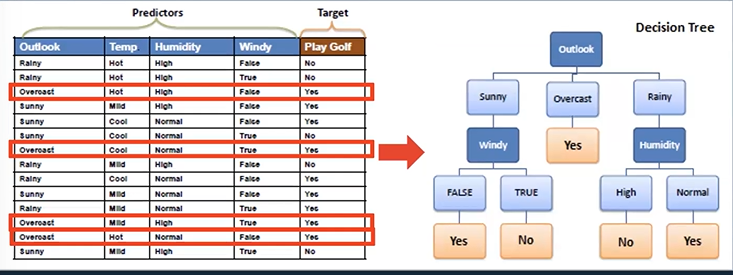 Predictors Target
Outlook Temp Humidity Windy Play Golf
Rainy Hot High False No
Rainy Hot High True No
Overoast Hot High False Yes
Sunny Mild High False Yes
Sunny Cool Normal False Yes
Sunny Cool Normal True No
Overoast Cool Normal True Yes
Rainy Mild High False No
Rainy Cool Normal False Yes
Sunny Mild Normal False Yes
Rainy Mild Normal True Yes
Overoast Mild High True Yes
Overoast Hot Normal False Yes
Sunny Mild High True No
Decision Tree
Outlook
Sunny Overcast Rainy
Windy Yes Humidity
FALSE TRUE High Normal
Yes No No Yes